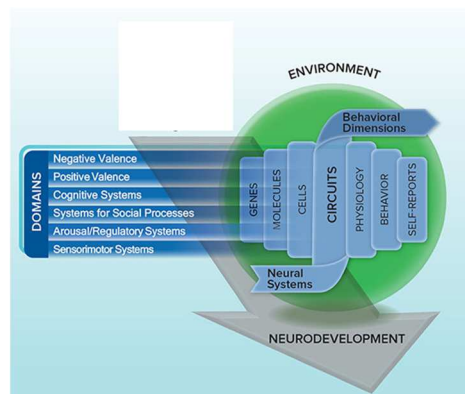 ENVIRONMENT
Behavioral
Dimensions
DOMAINS
Negative Valence
Positive Valence
Cognitive Systems
Systems for Social Processes
Arousal/Regulatory Systems
Sensorimotor Systems
GENES
MOLECULES
CELLS
CIRCUITS
PHYSIOLOGY
BEHAVIOR
SELF-REPORTS
Neural
Systems
NEURODEVELOPMENT